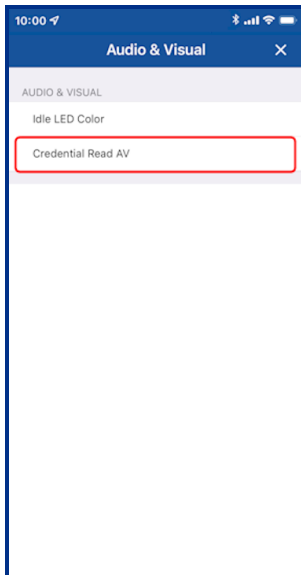 10:00
Audio & Visual
AUDIO & VISUAL
Idle LED Color
Credential Read AV